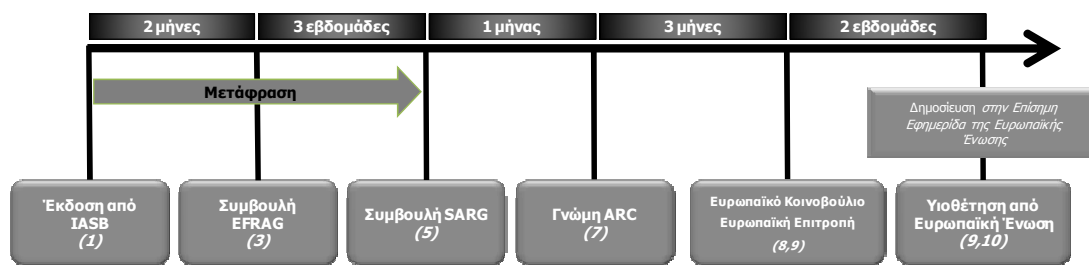 2 μήνες
3 εβδομάδες
1 μήνας
3 μήνες
2 εβδομάδες
Μετάφραση
Δημοσίευση στην Επίσημη
Εφημερίδα της Ευρωπαϊκής
Ένωσης
Έκδοση από
IASB
(1)
Συμβουλή
EFRAG
(3)
Συμβουλή SARG
(5)
Γνώμη ARC
(7)
Ευρωπαϊκό Κοινοβούλιο
Ευρωπαϊκή Επιτροπή
(8,9)
Υιοθέτηση από
Ευρωπαϊκή Ένωση
(9,10)